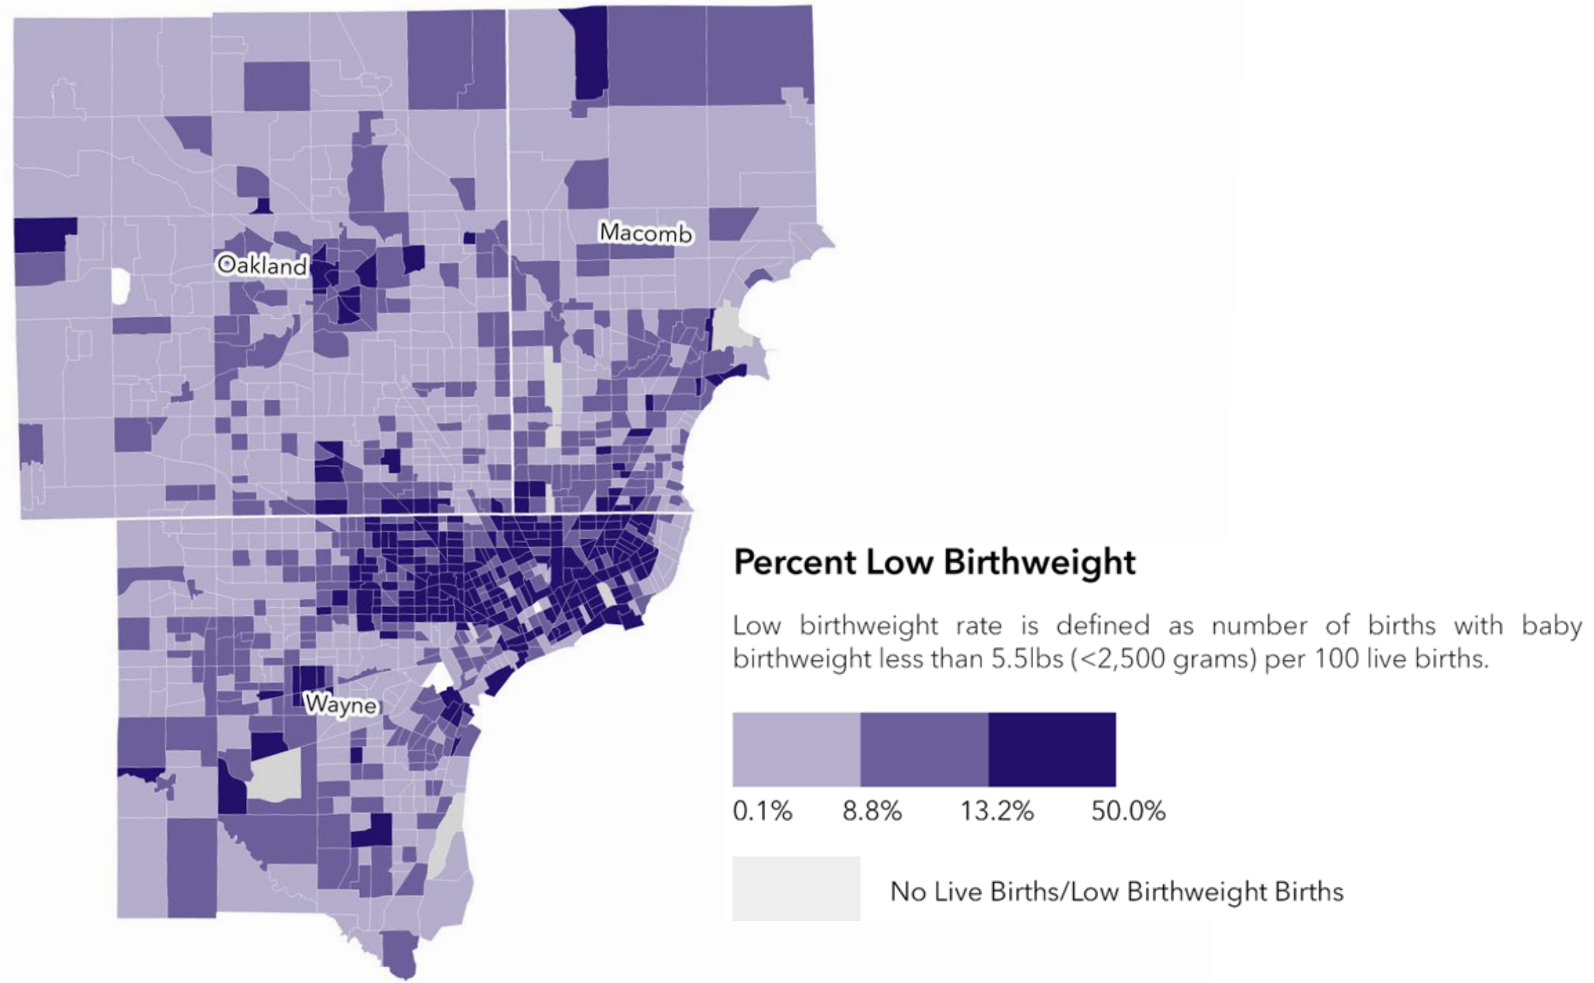 Macomb
Oakland
Wayne
Percent Low Birthweight
Low birthweight rate is defined as number of births with baby
birthweight less than 5.5lbs (<2,500 grams) per 100 live births.
0.1% 8.8% 13.2% 50.0%
No Live Births/Low Birthweight Births